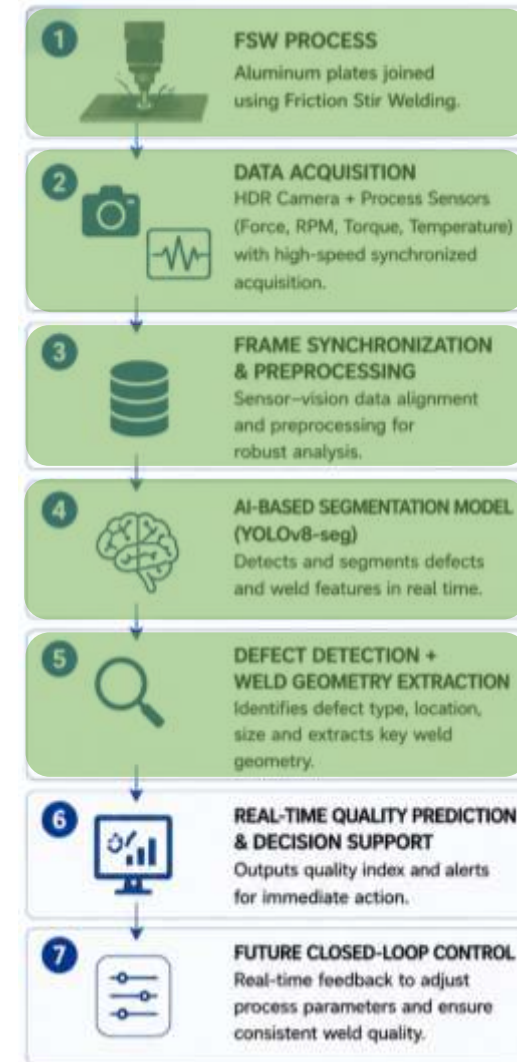 1
FSW PROCESS
Aluminum plates joined
using Friction Stir Welding.
2
DATA ACQUISITION
HDR Camera + Process Sensors
(Force, RPM, Torque, Temperature)
with high-speed synchronized
acquisition.
3
FRAME SYNCHRONIZATION
& PREPROCESSING
Sensor–vision data alignment
and preprocessing for
robust analysis.
4
AI-BASED SEGMENTATION MODEL
(YOLOv8-seg)
Detects and segments defects
and weld features in real time.
5
DEFECT DETECTION +
WELD GEOMETRY EXTRACTION
Identifies defect type, location,
size and extracts key weld
geometry.
6
REAL-TIME QUALITY PREDICTION
& DECISION SUPPORT
Outputs quality index and alerts
for immediate action.
7
FUTURE CLOSED-LOOP CONTROL
Real-time feedback to adjust
process parameters and ensure
consistent weld quality.